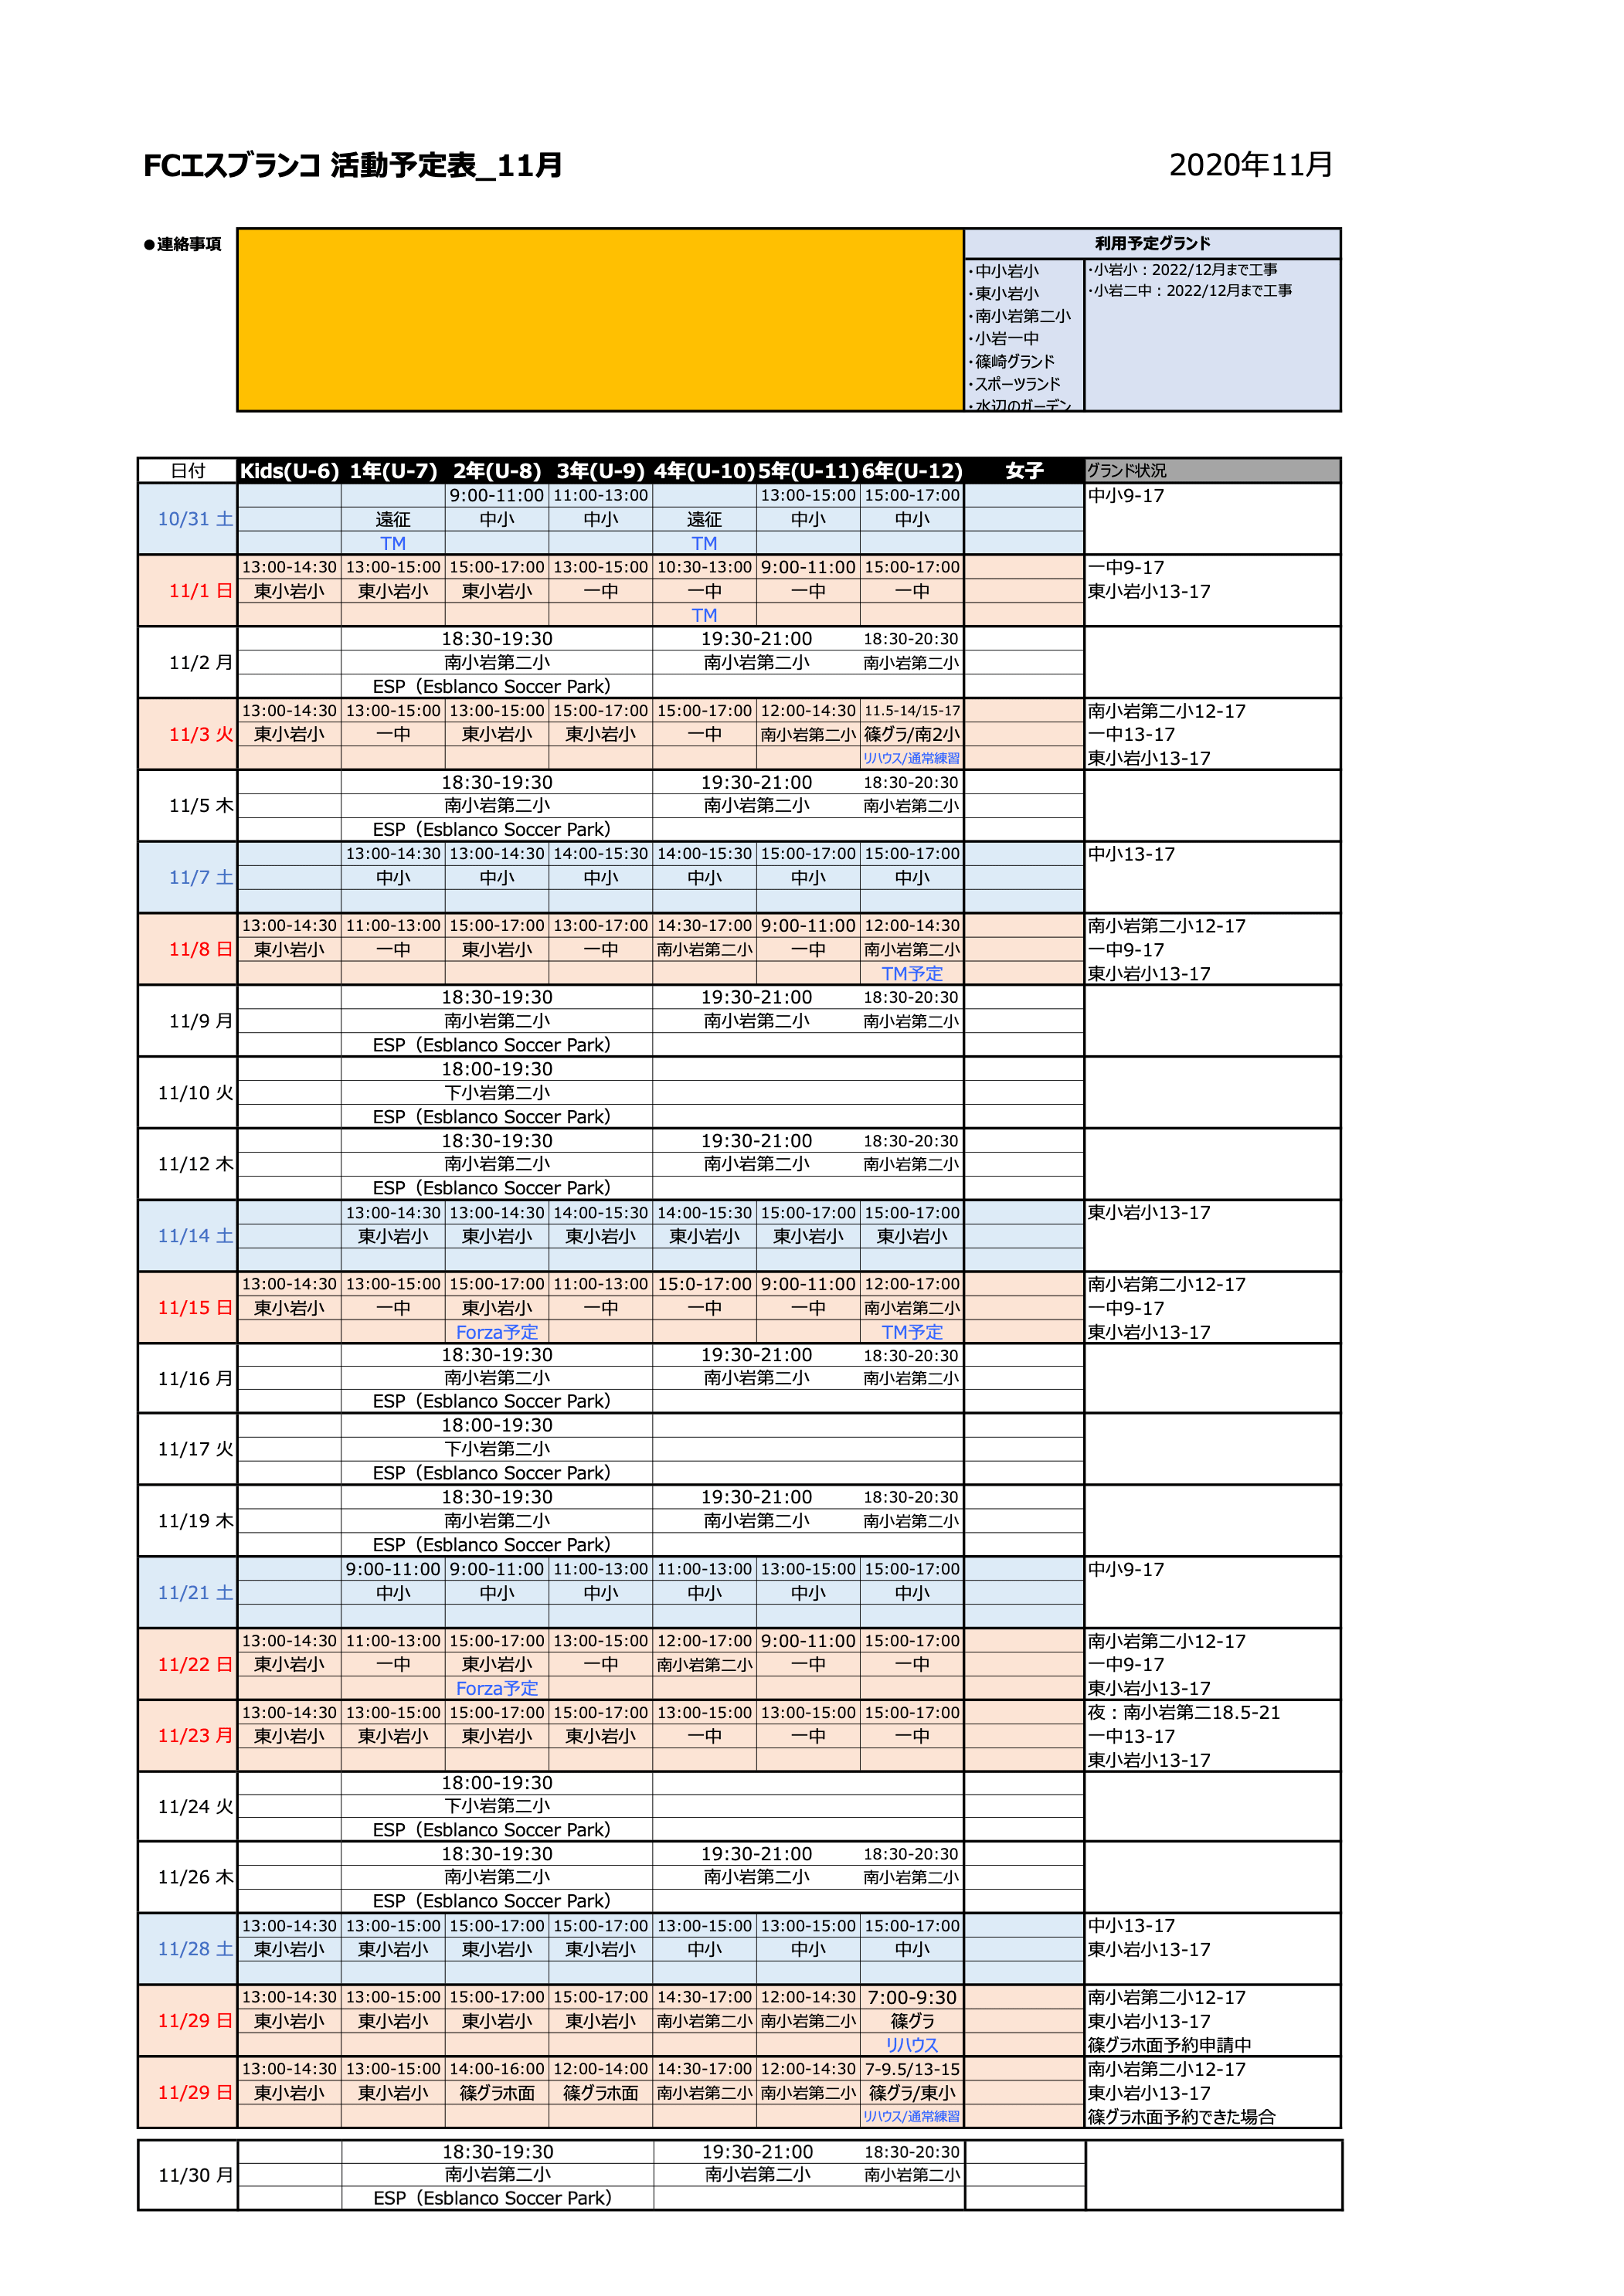 FCエスブランコ 活動予定表_11月 2020年11月
●連絡事項 利用予定グランド
・中小岩小 ・小岩小：2022/12月まで工事
・東小岩小 ・小岩二中：2022/12月まで工事
・南小岩第二小
・小岩一中
・篠崎グランド
・スポーツランド
・水辺のガーデン
日付 Kids(U-6) 1年(U-7) 2年(U-8) 3年(U-9) 4年(U-10) 5年(U-11) 6年(U-12) 女子 グランド状況
9:00-11:00 11:00-13:00 13:00-15:00 15:00-17:00 中小9-17
10/31 土 遠征 中小 中小 遠征 中小 中小
TM TM
13:00-14:30 13:00-15:00 15:00-17:00 13:00-15:00 10:30-13:00 9:00-11:00 15:00-17:00 一中9-17
11/1 日 東小岩小 東小岩小 東小岩小 一中 一中 一中 一中 東小岩小13-17
TM
18:30-19:30 19:30-21:00 18:30-20:30
11/2 月 南小岩第二小 南小岩第二小 南小岩第二小
ESP（Esblanco Soccer Park）
13:00-14:30 13:00-15:00 13:00-15:00 15:00-17:00 15:00-17:00 12:00-14:30 11.5-14/15-17 南小岩第二小12-17
11/3 火 東小岩小 一中 東小岩小 東小岩小 一中 南小岩第二小 篠グラ/南2小 一中13-17
リハウス/通常練習 東小岩小13-17
18:30-19:30 19:30-21:00 18:30-20:30
11/5 木 南小岩第二小 南小岩第二小 南小岩第二小
ESP（Esblanco Soccer Park）
13:00-14:30 13:00-14:30 14:00-15:30 14:00-15:30 15:00-17:00 15:00-17:00 中小13-17
11/7 土 中小 中小 中小 中小 中小 中小
13:00-14:30 11:00-13:00 15:00-17:00 13:00-17:00 14:30-17:00 9:00-11:00 12:00-14:30 南小岩第二小12-17
11/8 日 東小岩小 一中 東小岩小 一中 南小岩第二小 一中 南小岩第二小 一中9-17
TM予定 東小岩小13-17
18:30-19:30 19:30-21:00 18:30-20:30
11/9 月 南小岩第二小 南小岩第二小 南小岩第二小
ESP（Esblanco Soccer Park）
18:00-19:30
11/10 火 下小岩第二小
ESP（Esblanco Soccer Park）
18:30-19:30 19:30-21:00 18:30-20:30
11/12 木 南小岩第二小 南小岩第二小 南小岩第二小
ESP（Esblanco Soccer Park）
13:00-14:30 13:00-14:30 14:00-15:30 14:00-15:30 15:00-17:00 15:00-17:00 東小岩小13-17
11/14 土 東小岩小 東小岩小 東小岩小 東小岩小 東小岩小 東小岩小
13:00-14:30 13:00-15:00 15:00-17:00 11:00-13:00 15:0-17:00 9:00-11:00 12:00-17:00 南小岩第二小12-17
11/15 日 東小岩小 一中 東小岩小 一中 一中 一中 南小岩第二小 一中9-17
Forza予定 TM予定 東小岩小13-17
18:30-19:30 19:30-21:00 18:30-20:30
11/16 月 南小岩第二小 南小岩第二小 南小岩第二小
ESP（Esblanco Soccer Park）
18:00-19:30
11/17 火 下小岩第二小
ESP（Esblanco Soccer Park）
18:30-19:30 19:30-21:00 18:30-20:30
11/19 木 南小岩第二小 南小岩第二小 南小岩第二小
ESP（Esblanco Soccer Park）
9:00-11:00 9:00-11:00 11:00-13:00 11:00-13:00 13:00-15:00 15:00-17:00 中小9-17
11/21 土 中小 中小 中小 中小 中小 中小
13:00-14:30 11:00-13:00 15:00-17:00 13:00-15:00 12:00-17:00 9:00-11:00 15:00-17:00 南小岩第二小12-17
11/22 日 東小岩小 一中 東小岩小 一中 南小岩第二小 一中 一中 一中9-17
Forza予定 東小岩小13-17
13:00-14:30 13:00-15:00 15:00-17:00 15:00-17:00 13:00-15:00 13:00-15:00 15:00-17:00 夜：南小岩第二18.5-21
11/23 月 東小岩小 東小岩小 東小岩小 東小岩小 一中 一中 一中 一中13-17
東小岩小13-17
18:00-19:30
11/24 火 下小岩第二小
ESP（Esblanco Soccer Park）
18:30-19:30 19:30-21:00 18:30-20:30
11/26 木 南小岩第二小 南小岩第二小 南小岩第二小
ESP（Esblanco Soccer Park）
13:00-14:30 13:00-15:00 15:00-17:00 15:00-17:00 13:00-15:00 13:00-15:00 15:00-17:00 中小13-17
11/28 土 東小岩小 東小岩小 東小岩小 東小岩小 中小 中小 中小 東小岩小13-17
13:00-14:30 13:00-15:00 15:00-17:00 15:00-17:00 14:30-17:00 12:00-14:30 7:00-9:30 南小岩第二小12-17
11/29 日 東小岩小 東小岩小 東小岩小 東小岩小 南小岩第二小 南小岩第二小 篠グラ 東小岩小13-17
リハウス 篠グラホ面予約申請中
13:00-14:30 13:00-15:00 14:00-16:00 12:00-14:00 14:30-17:00 12:00-14:30 7-9.5/13-15 南小岩第二小12-17
11/29 日 東小岩小 東小岩小 篠グラホ面 篠グラホ面 南小岩第二小 南小岩第二小 篠グラ/東小 東小岩小13-17
リハウス/通常練習 篠グラホ面予約できた場合
18:30-19:30 19:30-21:00 18:30-20:30
11/30 月 南小岩第二小 南小岩第二小 南小岩第二小
ESP（Esblanco Soccer Park）